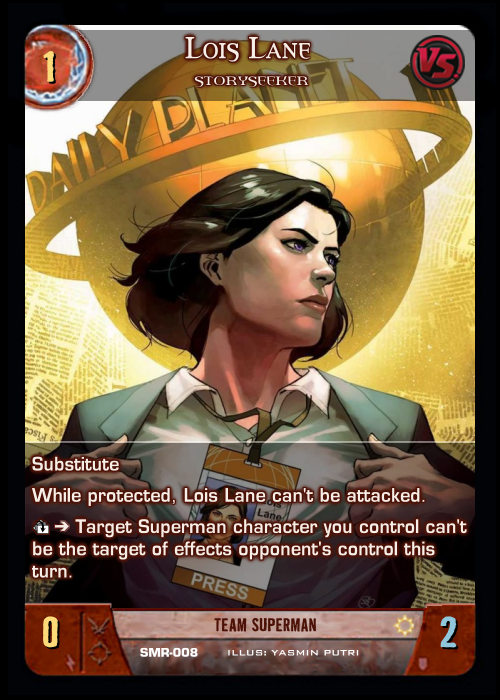 1
Lois Lane
STORYSEEKER
VS
DAILY PLANET
Substitute
While protected, Lois Lane can't be attacked.
➔ Target Superman character you control can't
be the target of effects opponent's control this
turn.
Lois
Lane
PRESS
0
TEAM SUPERMAN
2
SMR-008 ILLUS: YASMIN PUTRI